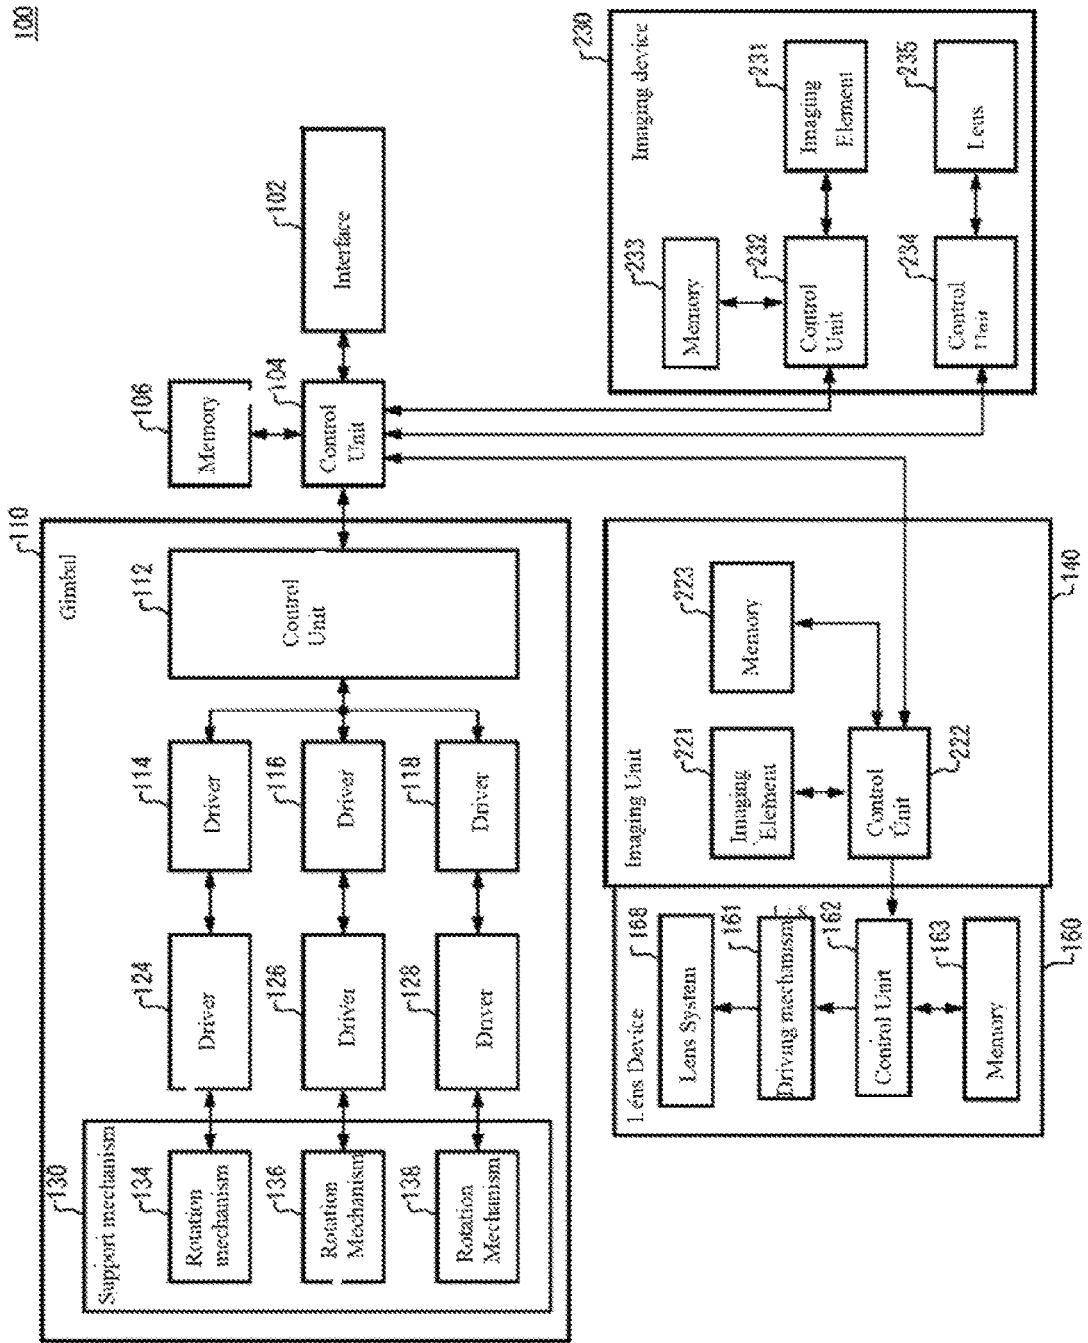 100
110
Gimbal
130
Support mechanism
134
Rotation
mechanism
136
Rotation
Mechanism
138
Rotation
Mechanism
124
Driver
126
Driver
128
Driver
114
Driver
116
Driver
118
Driver
112
Control
Unit
106
Memory
104
Control
Unit
102
Interface
160
Lens Device
168
Lens System
161
Driving mechanism
162
Control Unit
163
Memory
140
Imaging Unit
221
Imaging
Element
223
Memory
222
Control
Unit
230
Imaging device
233
Memory
232
Control
Unit
231
Imaging
Element
234
Control
Unit
235
Lens